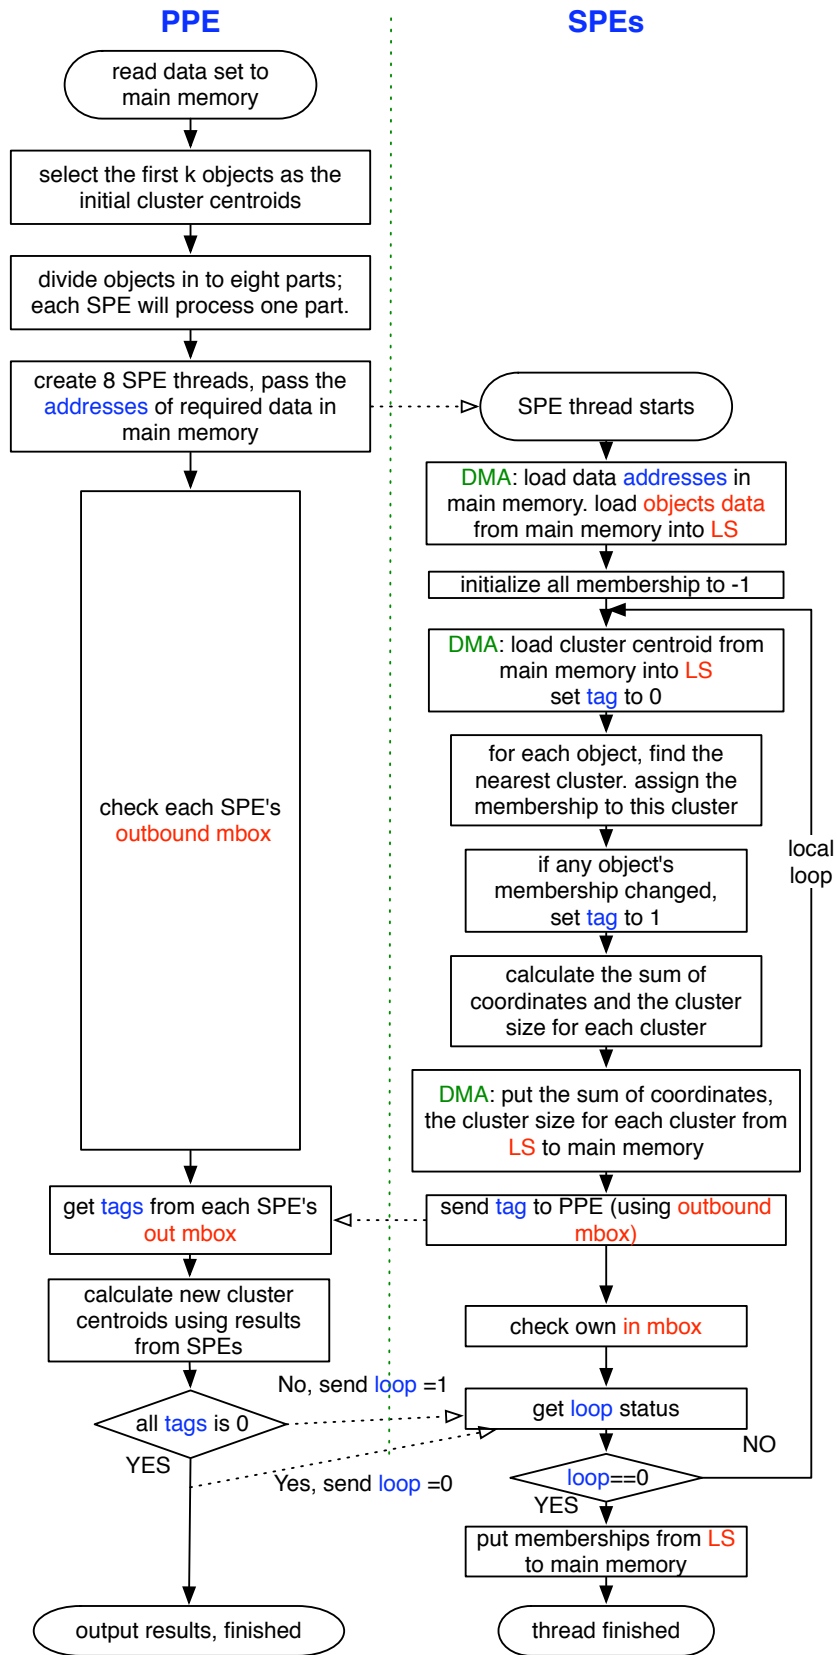 PPE
read data set to
main memory
select the first k objects as the
initial cluster centroids
divide objects in to eight parts;
each SPE will process one part.
create 8 SPE threads, pass the
addresses of required data in
main memory
check each SPE's
outbound mbox
get tags from each SPE's
out mbox
calculate new cluster
centroids using results
from SPEs
all tags is 0
No, send loop =1
YES
Yes, send loop =0
output results, finished
SPEs
SPE thread starts
DMA: load data addresses in
main memory. load objects data
from main memory into LS
initialize all membership to -1
DMA: load cluster centroid from
main memory into LS
set tag to 0
for each object, find the
nearest cluster. assign the
membership to this cluster
if any object's
membership changed,
set tag to 1
local
loop
calculate the sum of
coordinates and the cluster
size for each cluster
DMA: put the sum of coordinates,
the cluster size for each cluster from
LS to main memory
send tag to PPE (using outbound
mbox)
check own in mbox
get loop status
NO
loop==0
YES
put memberships from LS
to main memory
thread finished